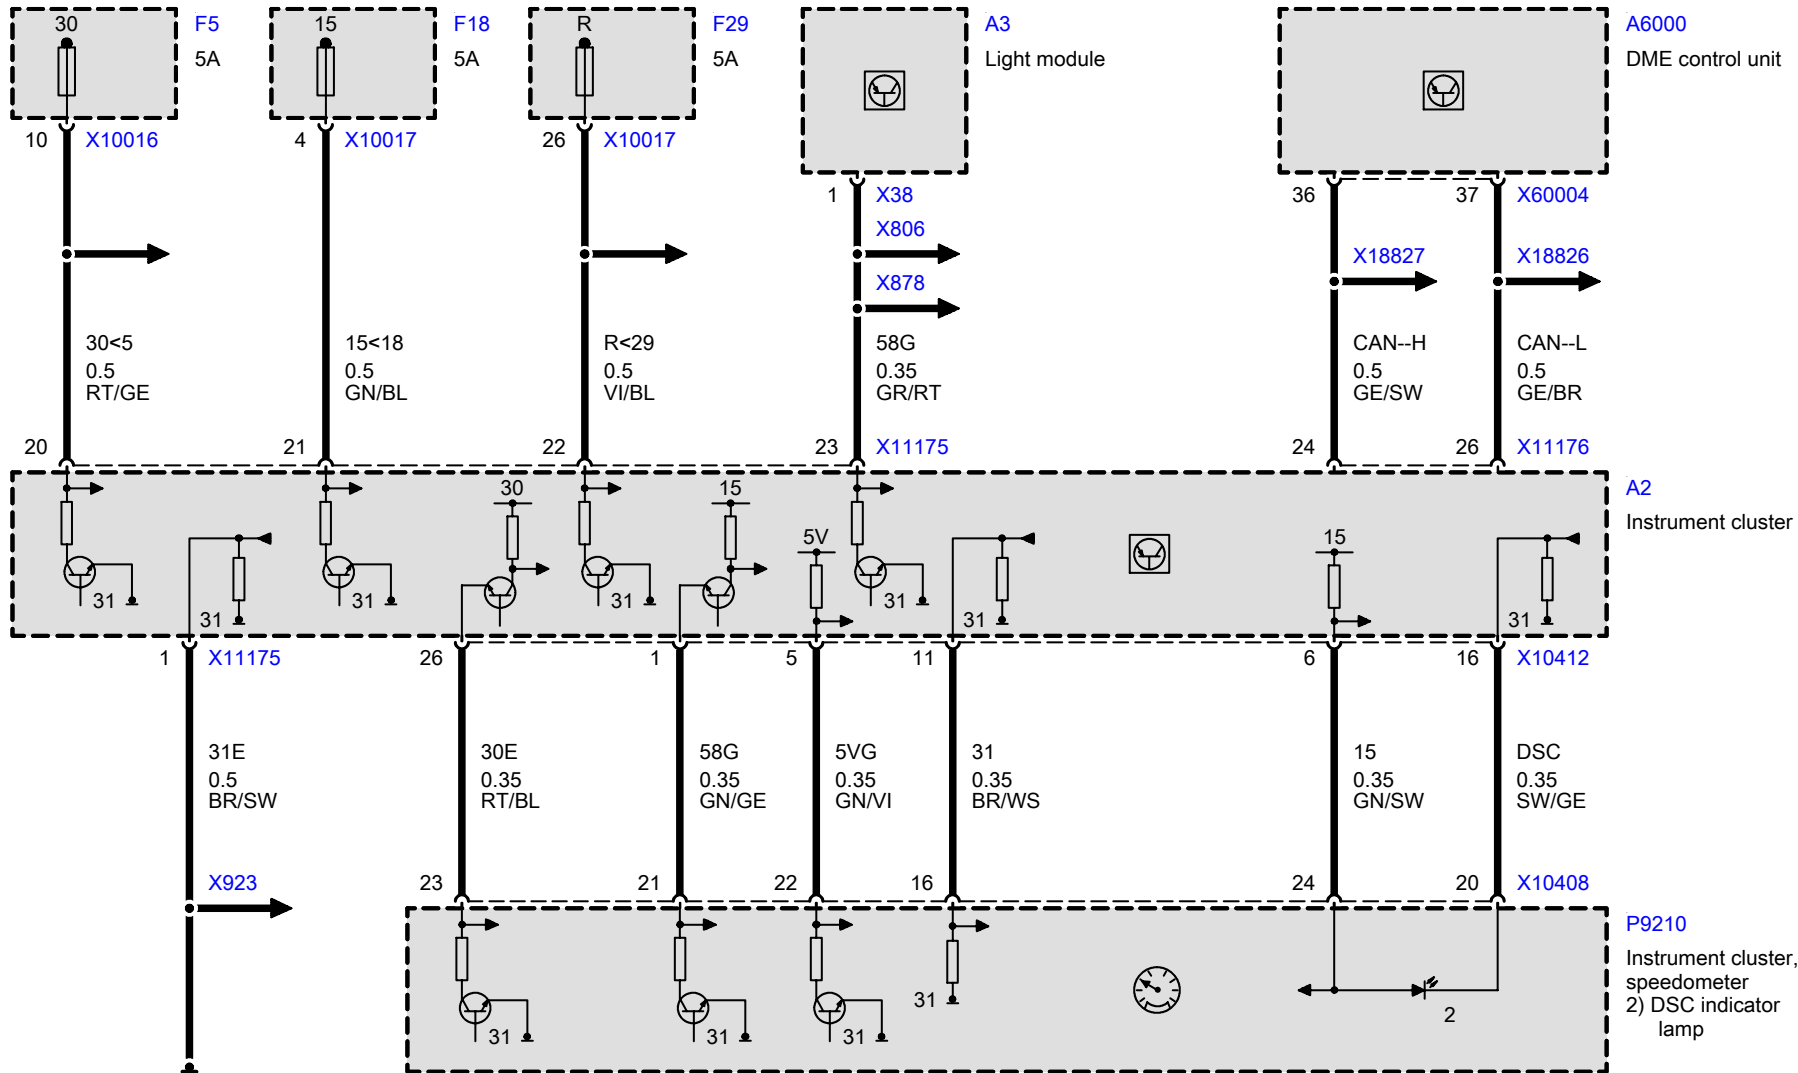 30 F5 15 F18 R F29 A3 A6000
5A 5A 5A Light module DME control unit
10 X10016 4 X10017 26 X10017
1 X38 36 37 X60004
X806
X18827 X18826
X878
30<5 15<18 R<29 58G CAN--H CAN--L
0.5 0.5 0.5 0.35 0.5 0.5
RT/GE GN/BL VI/BL GR/RT GE/SW GE/BR
20 21 22 23 X11175 24 26 X11176
30 15 A2
Instrument cluster
5V 15
31 31 31 31
31 31 31
1 X11175 26 1 5 11 6 16 X10412
31E 30E 58G 5VG 31 15 DSC
0.5 0.35 0.35 0.35 0.35 0.35 0.35
BR/SW RT/BL GN/GE GN/VI BR/WS GN/SW SW/GE
X923 23 21 22 16 24 20 X10408
P9210
Instrument cluster,
speedometer
31 2) DSC indicator
2 lamp
31 31 31